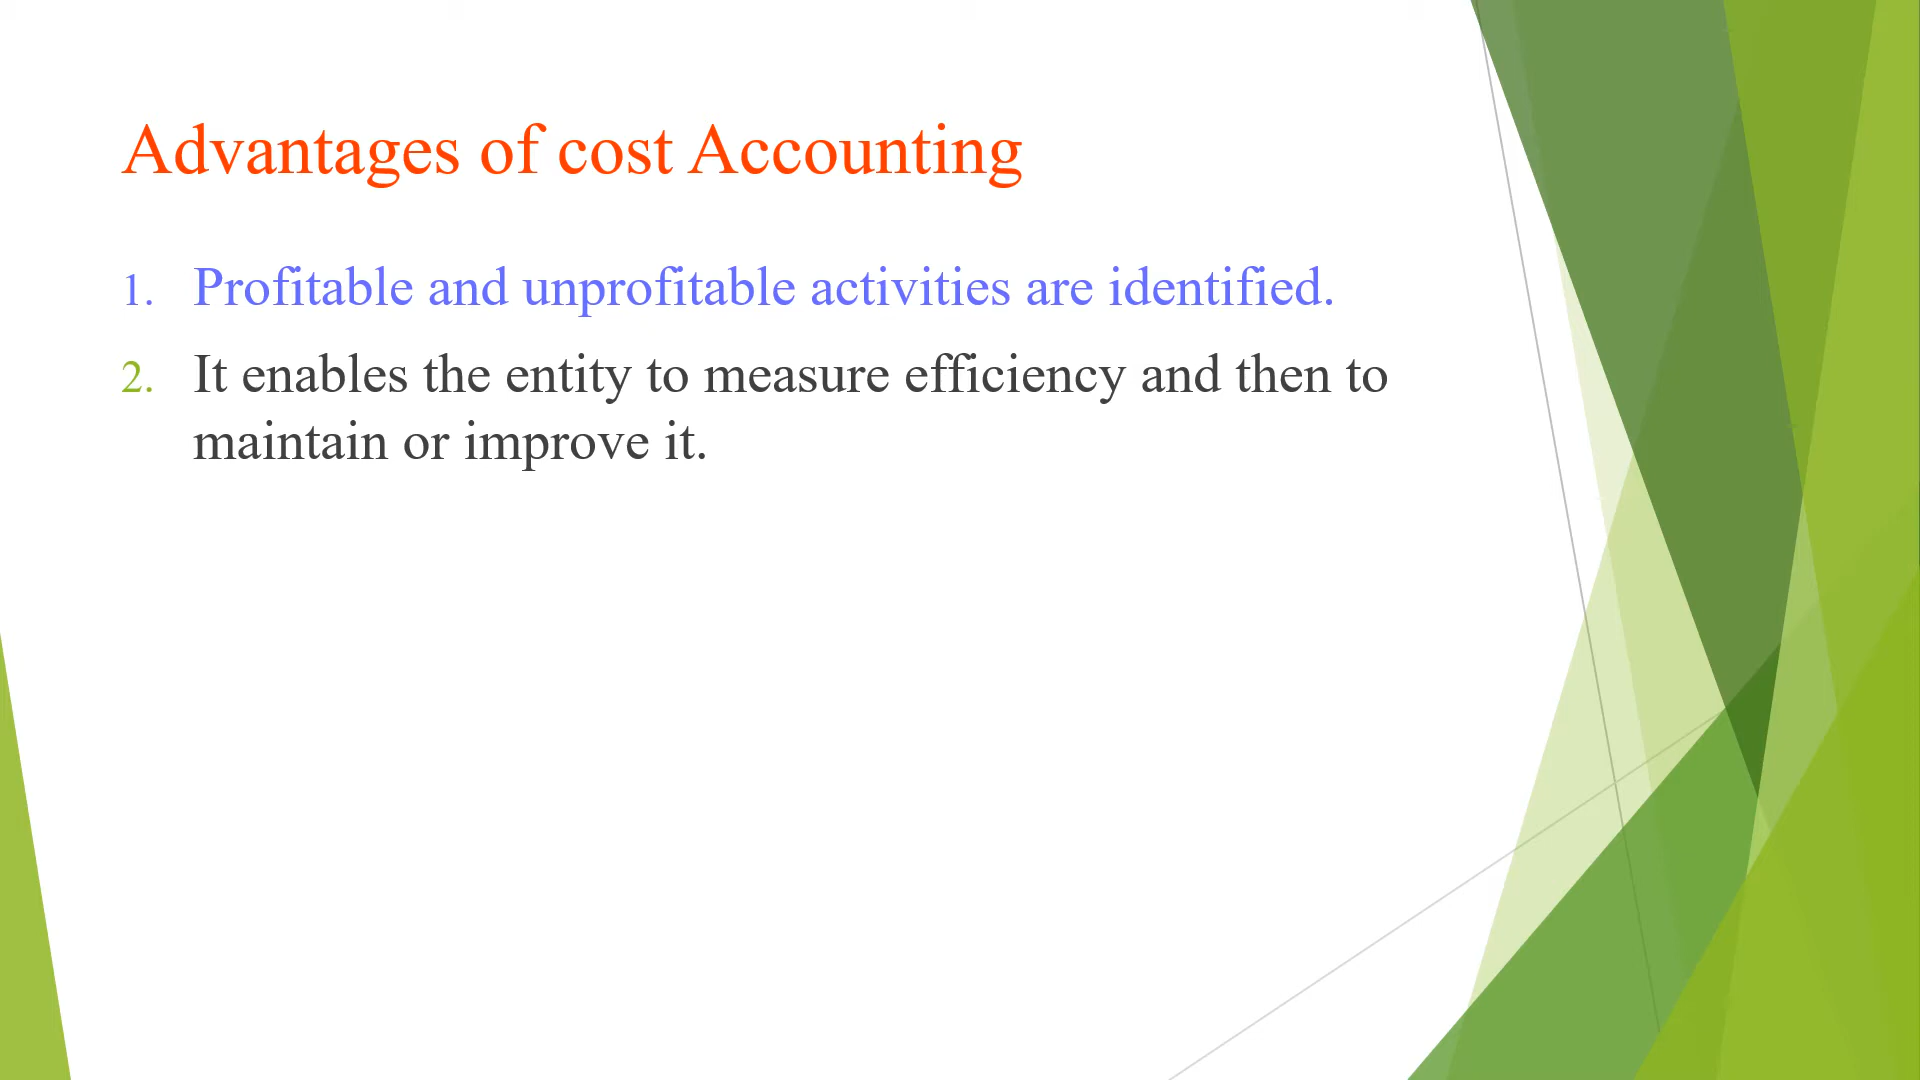 Advantages of cost Accounting
1. Profitable and unprofitable activities are identified.
2. It enables the entity to measure efficiency and then to
maintain or improve it.